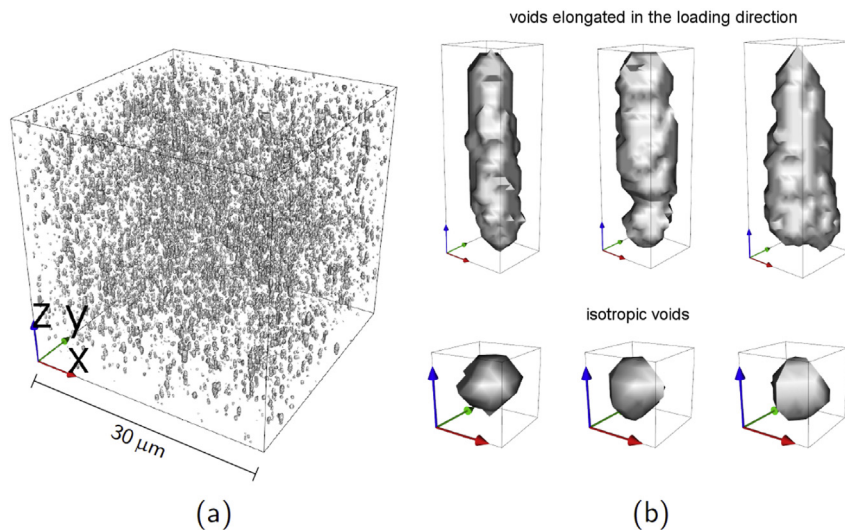 voids elongated in the loading direction
z
y
x
isotropic voids
30 μm
(a)
(b)